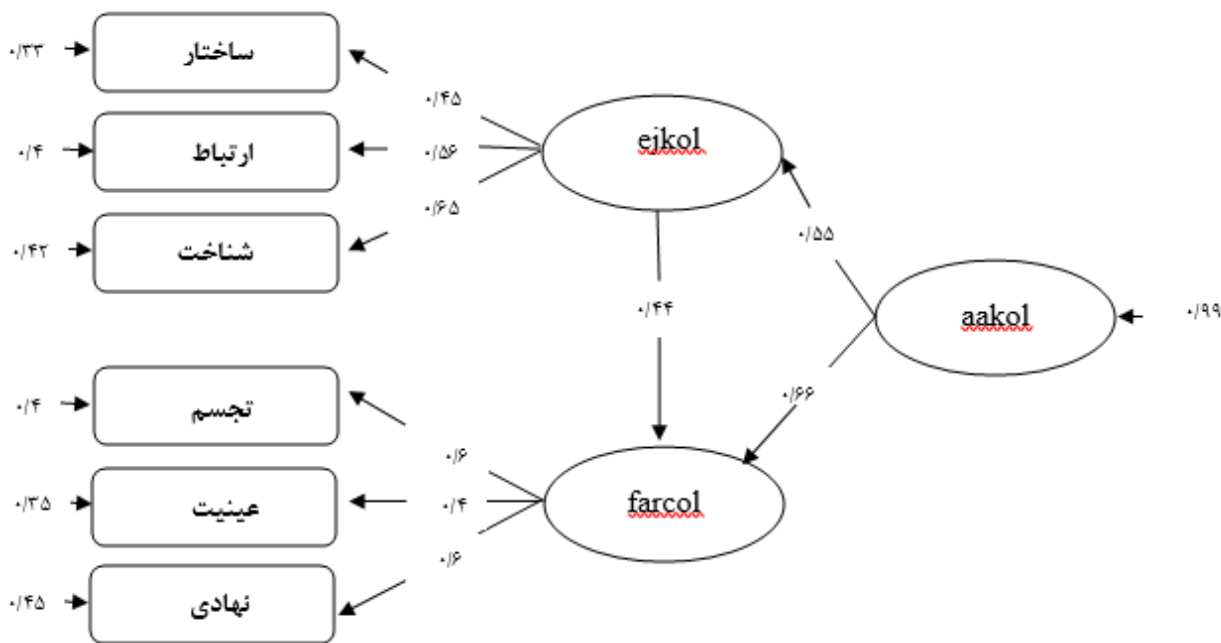 ۰/۳۳
ساختار
۰/۴۵
ejkol
۰/۴
ارتباط
۰/۵۶
۰/۴۲
شناخت
۰/۶۵
۰/۵۵
۰/۴۴
aakol
۰/۹۹
۰/۴
تجسم
۰/۶
۰/۶۶
۰/۳۵
عینیت
۰/۴
farcol
۰/۴۵
نهادی
۰/۶